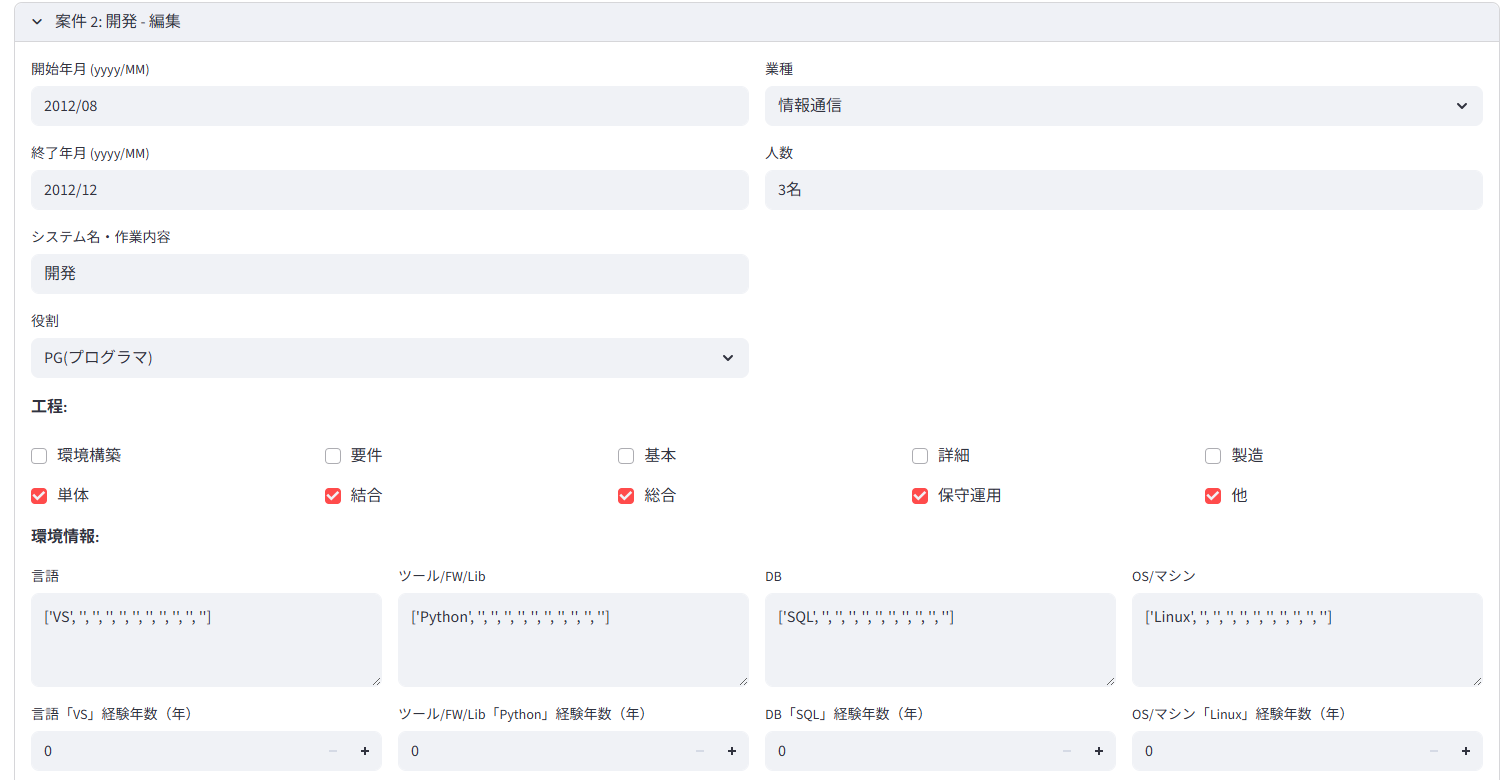 案件 2: 開発 - 編集
開始年月 (yyyy/MM)
業種
2012/08
情報通信
終了年月 (yyyy/MM)
人数
2012/12
3名
システム名・作業内容
開発
役割
PG(プログラマ)
工程:
環境構築 要件 基本 詳細 製造
単体 結合 総合 保守運用 他
環境情報:
言語 ツール/FW/Lib DB OS/マシン
['VS', '', '', '', '', '', '', '', '', '', '']
['Python', '', '', '', '', '', '', '', '', '', '']
['SQL', '', '', '', '', '', '', '', '', '', '']
['Linux', '', '', '', '', '', '', '', '', '', '']
言語「VS」経験年数（年）
ツール/FW/Lib「Python」経験年数（年）
DB「SQL」経験年数（年）
OS/マシン「Linux」経験年数（年）
0 − + 0 − + 0 − + 0 − +